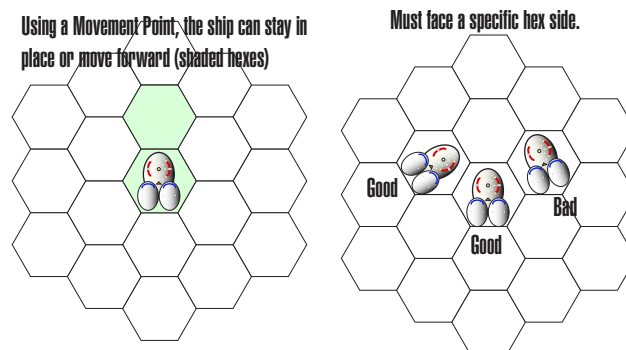 Using a Movement Point, the ship can stay in
place or move forward (shaded hexes)
Must face a specific hex side.
Good
Good
Bad